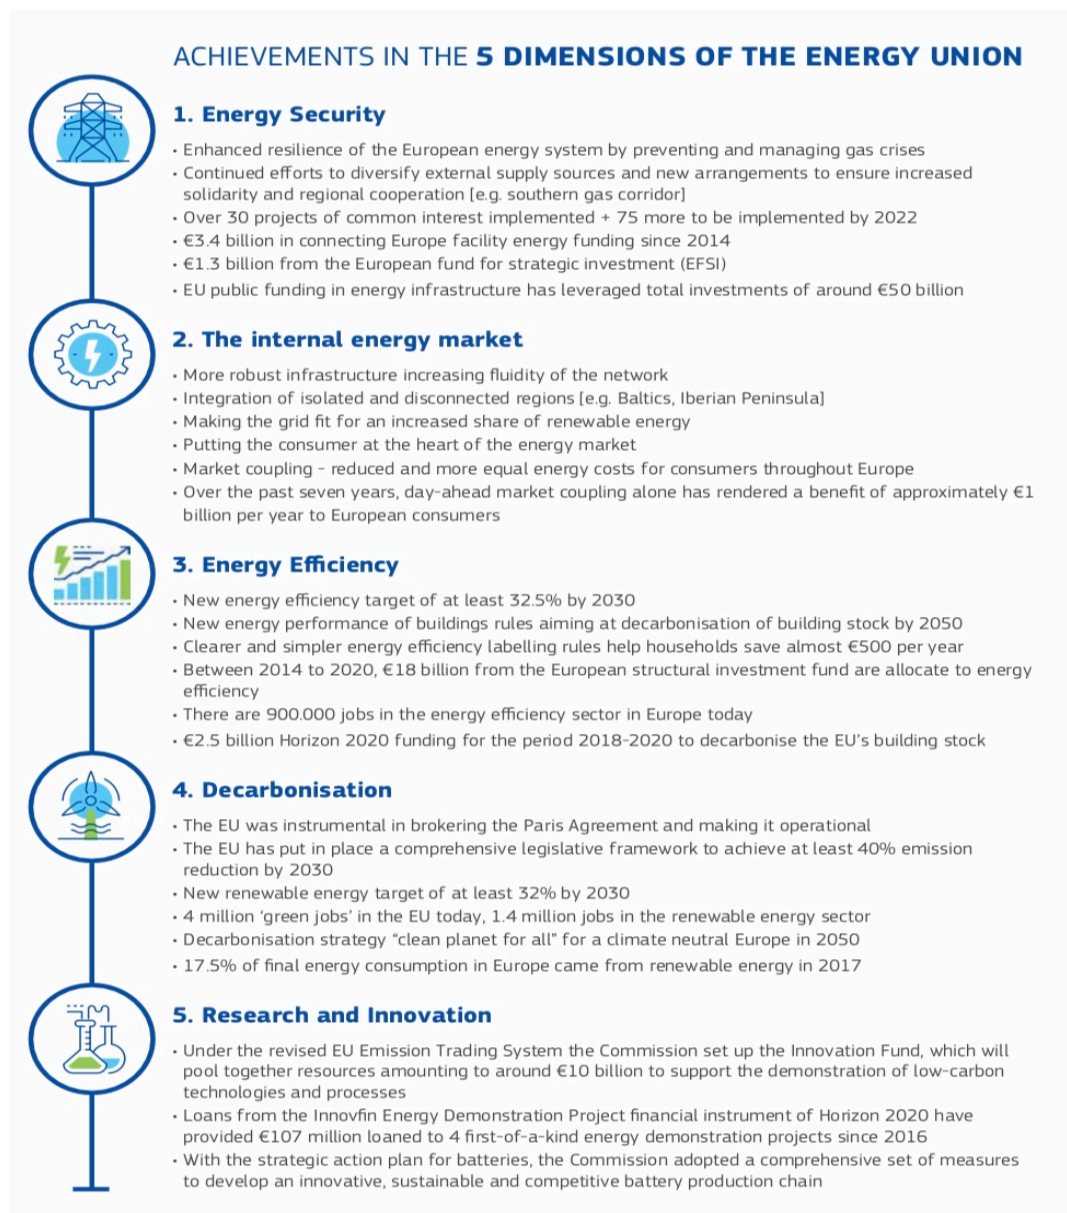 ACHIEVEMENTS IN THE 5 DIMENSIONS OF THE ENERGY UNION
1. Energy Security
• Enhanced resilience of the European energy system by preventing and managing gas crises
• Continued efforts to diversify external supply sources and new arrangements to ensure increased
solidarity and regional cooperation [e.g. southern gas corridor]
• Over 30 projects of common interest implemented + 75 more to be implemented by 2022
• €3.4 billion in connecting Europe facility energy funding since 2014
• €1.3 billion from the European fund for strategic investment (EFSI)
• EU public funding in energy infrastructure has leveraged total investments of around €50 billion
2. The internal energy market
• More robust infrastructure increasing fluidity of the network
• Integration of isolated and disconnected regions [e.g. Baltics, Iberian Peninsula]
• Making the grid fit for an increased share of renewable energy
• Putting the consumer at the heart of the energy market
• Market coupling - reduced and more equal energy costs for consumers throughout Europe
• Over the past seven years, day-ahead market coupling alone has rendered a benefit of approximately €1
billion per year to European consumers
3. Energy Efficiency
• New energy efficiency target of at least 32.5% by 2030
• New energy performance of buildings rules aiming at decarbonisation of building stock by 2050
• Clearer and simpler energy efficiency labelling rules help households save almost €500 per year
• Between 2014 to 2020, €18 billion from the European structural investment fund are allocate to energy
efficiency
• There are 900.000 jobs in the energy efficiency sector in Europe today
• €2.5 billion Horizon 2020 funding for the period 2018-2020 to decarbonise the EU's building stock
4. Decarbonisation
• The EU was instrumental in brokering the Paris Agreement and making it operational
• The EU has put in place a comprehensive legislative framework to achieve at least 40% emission
reduction by 2030
• New renewable energy target of at least 32% by 2030
• 4 million ‘green jobs’ in the EU today, 1.4 million jobs in the renewable energy sector
• Decarbonisation strategy “clean planet for all” for a climate neutral Europe in 2050
• 17.5% of final energy consumption in Europe came from renewable energy in 2017
5. Research and Innovation
• Under the revised EU Emission Trading System the Commission set up the Innovation Fund, which will
pool together resources amounting to around €10 billion to support the demonstration of low-carbon
technologies and processes
• Loans from the Innovfin Energy Demonstration Project financial instrument of Horizon 2020 have
provided €107 million loaned to 4 first-of-a-kind energy demonstration projects since 2016
• With the strategic action plan for batteries, the Commission adopted a comprehensive set of measures
to develop an innovative, sustainable and competitive battery production chain